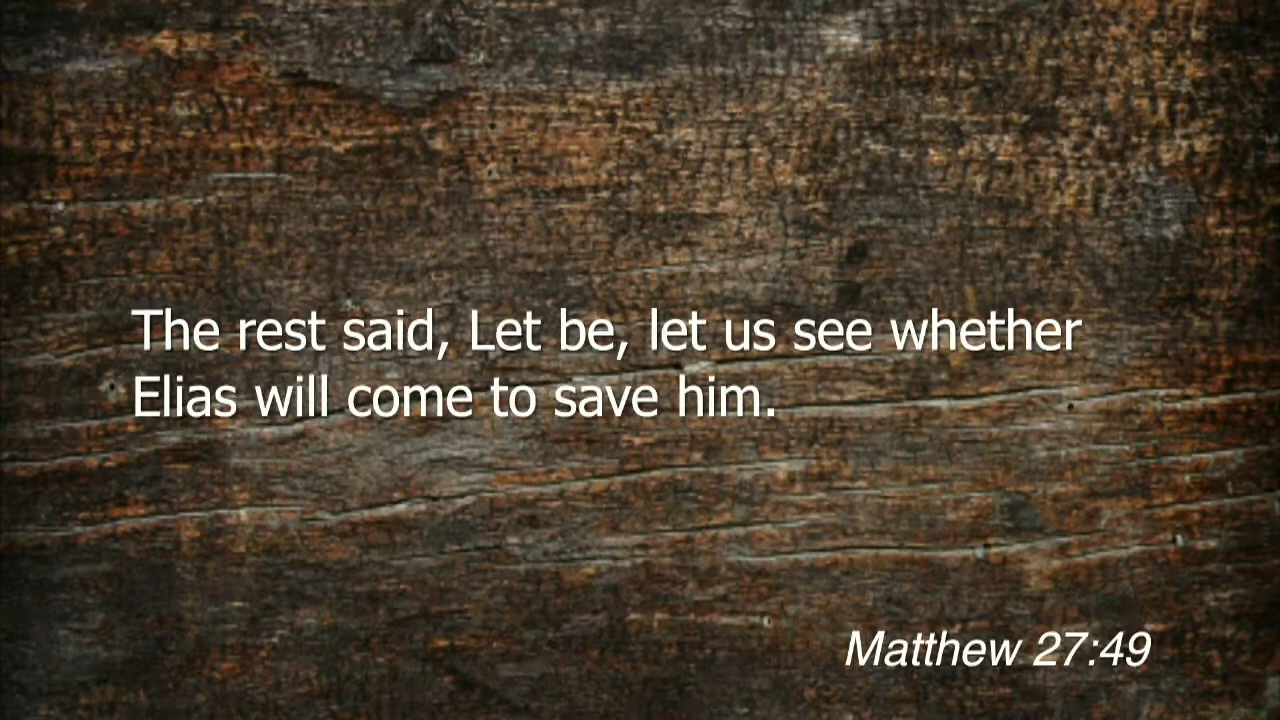 The rest said, Let be, let us see whether
Elias will come to save him.
Matthew 27:49